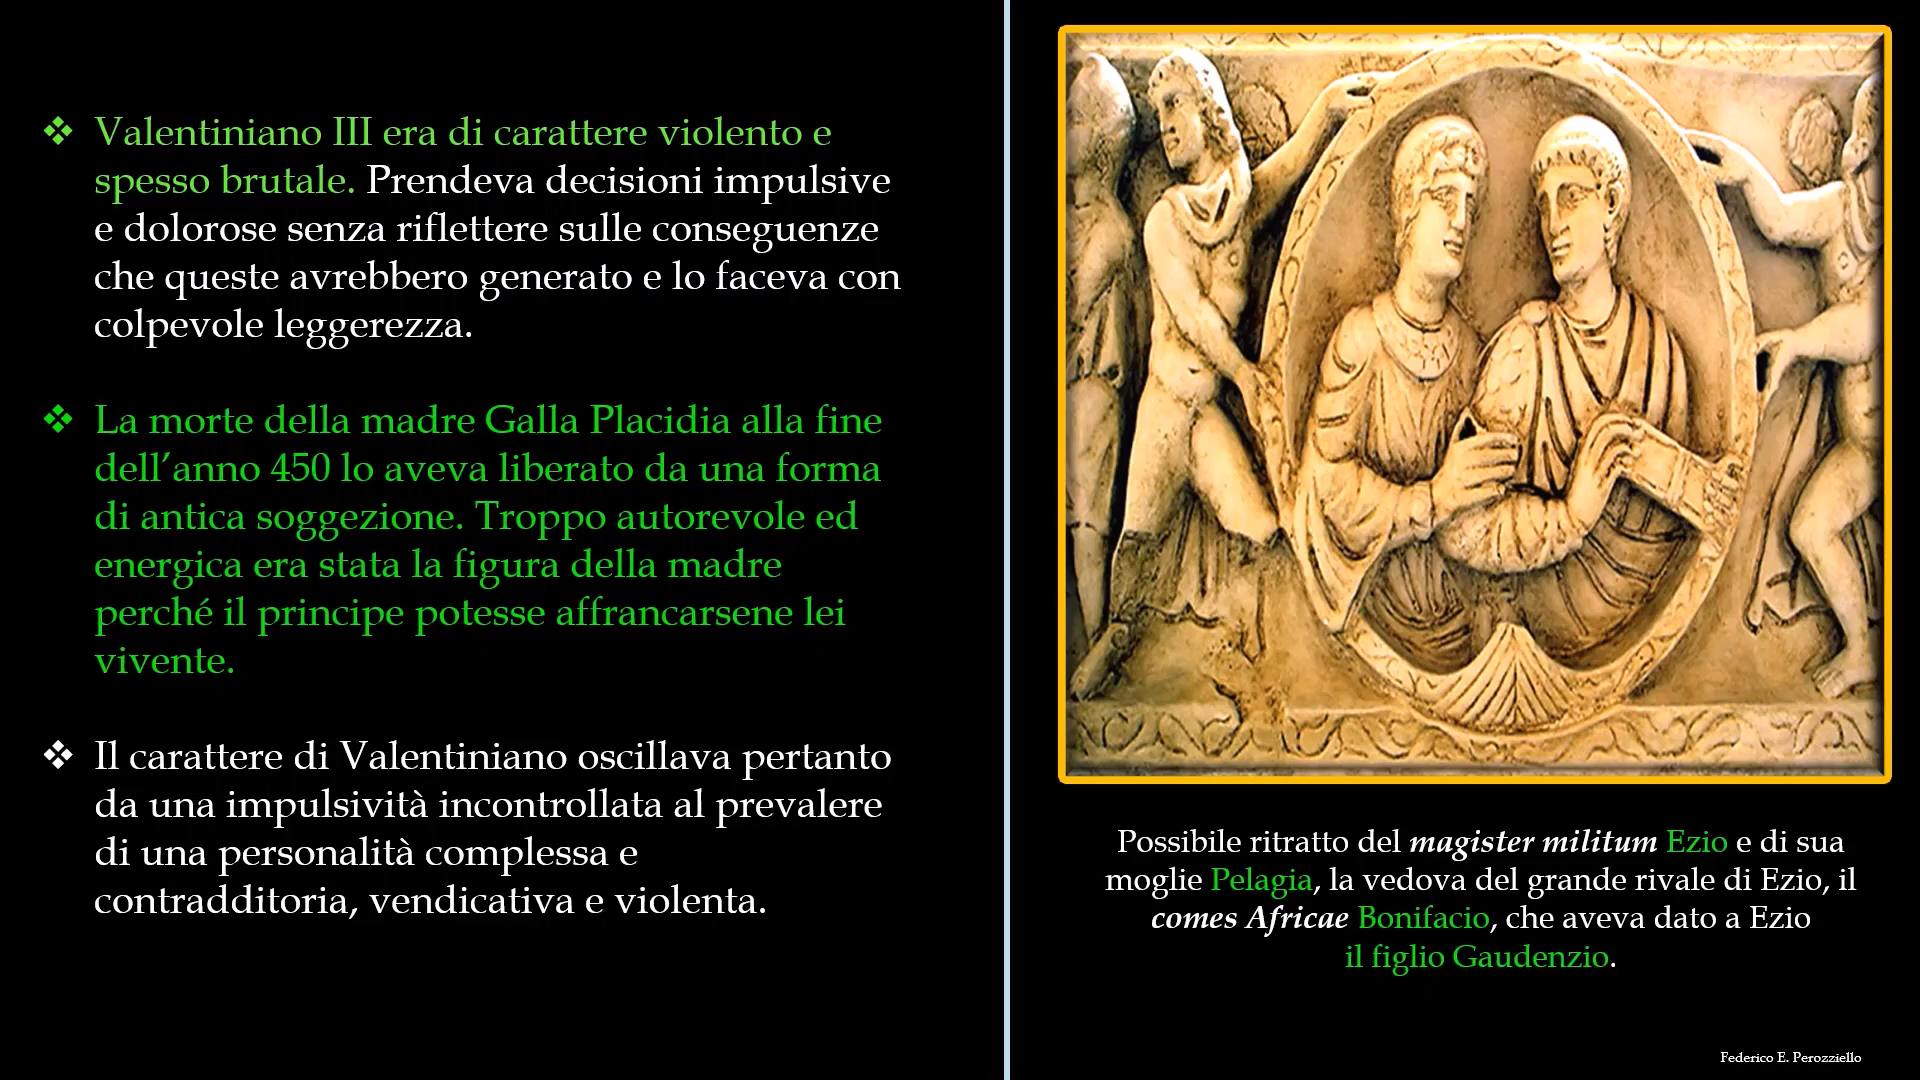 ❖ Valentiniano III era di carattere violento e
spesso brutale. Prendeva decisioni impulsive
e dolorose senza riflettere sulle conseguenze
che queste avrebbero generato e lo faceva con
colpevole leggerezza.
❖ La morte della madre Galla Placidia alla fine
dell’anno 450 lo aveva liberato da una forma
di antica soggezione. Troppo autorevole ed
energica era stata la figura della madre
perché il principe potesse affrancarsene lei
vivente.
❖ Il carattere di Valentiniano oscillava pertanto
da una impulsività incontrollata al prevalere
di una personalità complessa e
contradditoria, vendicativa e violenta.
Possibile ritratto del magister militum Ezio e di sua
moglie Pelagia, la vedova del grande rivale di Ezio, il
comes Africae Bonifacio, che aveva dato a Ezio
il figlio Gaudenzio.
Federico E. Perozziello